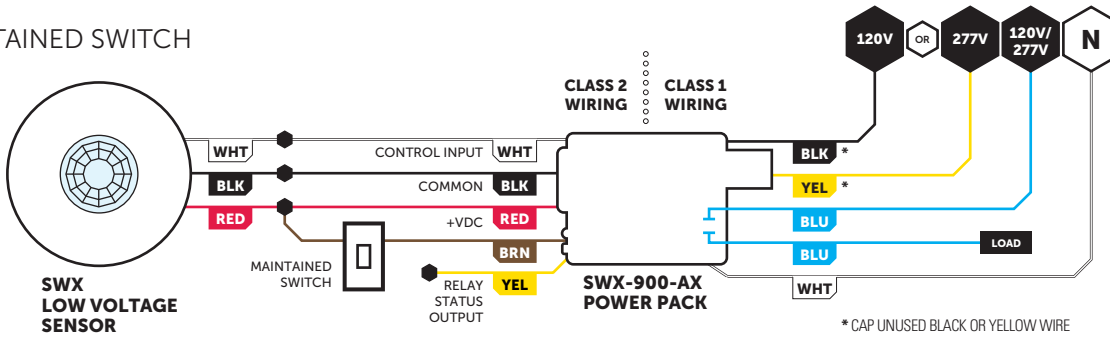 TAINED SWITCH
120V
OR
277V
120V/
277V
N
CLASS 2
WIRING
CLASS 1
WIRING
WHT
CONTROL INPUT
WHT
BLK
COMMON
BLK
RED
+VDC
RED
MAINTAINED
SWITCH
BRN
RELAY
STATUS
OUTPUT
YEL
BLK *
YEL *
BLU
BLU
LOAD
WHT
SWX
LOW VOLTAGE
SENSOR
SWX-900-AX
POWER PACK
* CAP UNUSED BLACK OR YELLOW WIRE